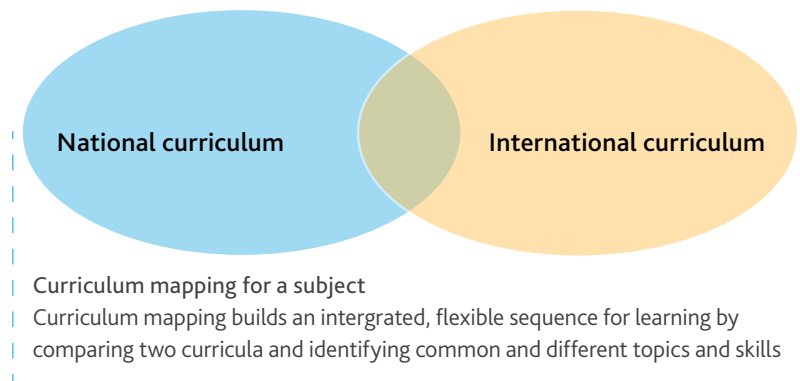 National curriculum
International curriculum
Curriculum mapping for a subject
Curriculum mapping builds an intergrated, flexible sequence for learning by
comparing two curricula and identifying common and different topics and skills